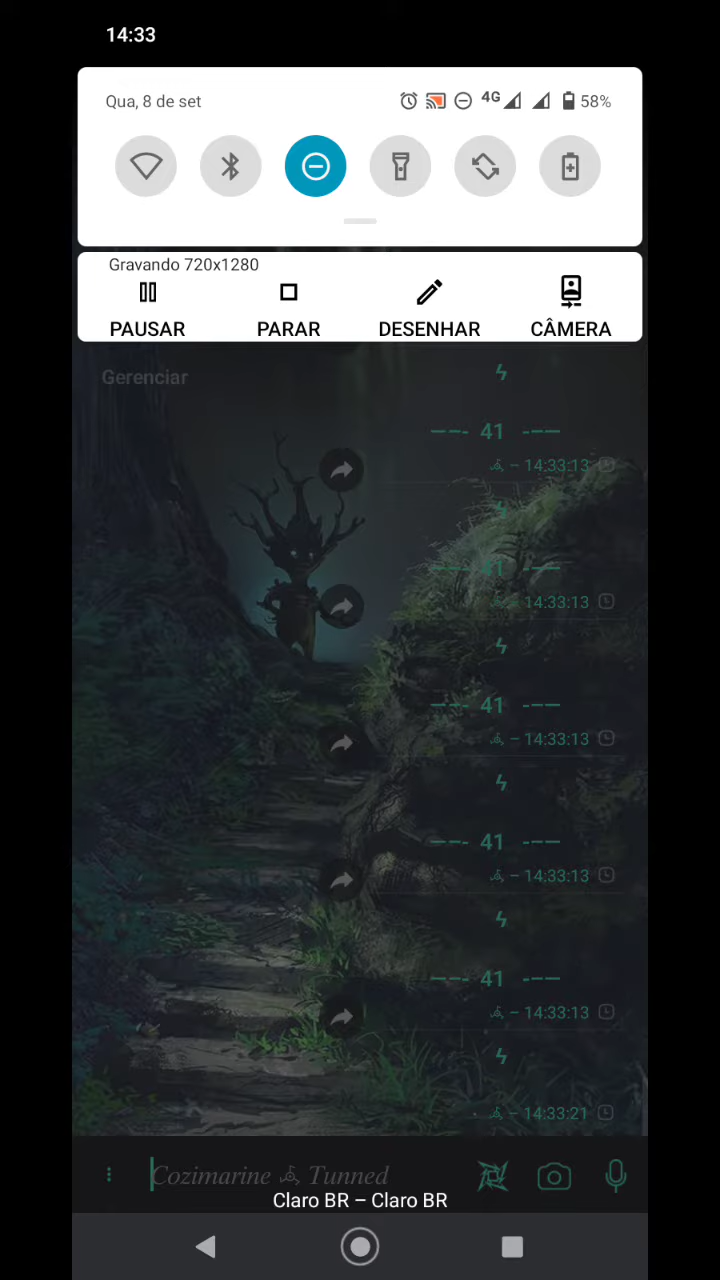 14:33
Qua, 8 de set
4G 58%
Gravando 720x1280
PAUSAR PARAR DESENHAR CÂMERA
Gerenciar
---- 41 ----
– 14:33:13
---- 41 ----
– 14:33:13
---- 41 ----
– 14:33:13
---- 41 ----
– 14:33:13
---- 41 ----
– 14:33:13
– 14:33:21
Cozimarine Tunned
Claro BR – Claro BR